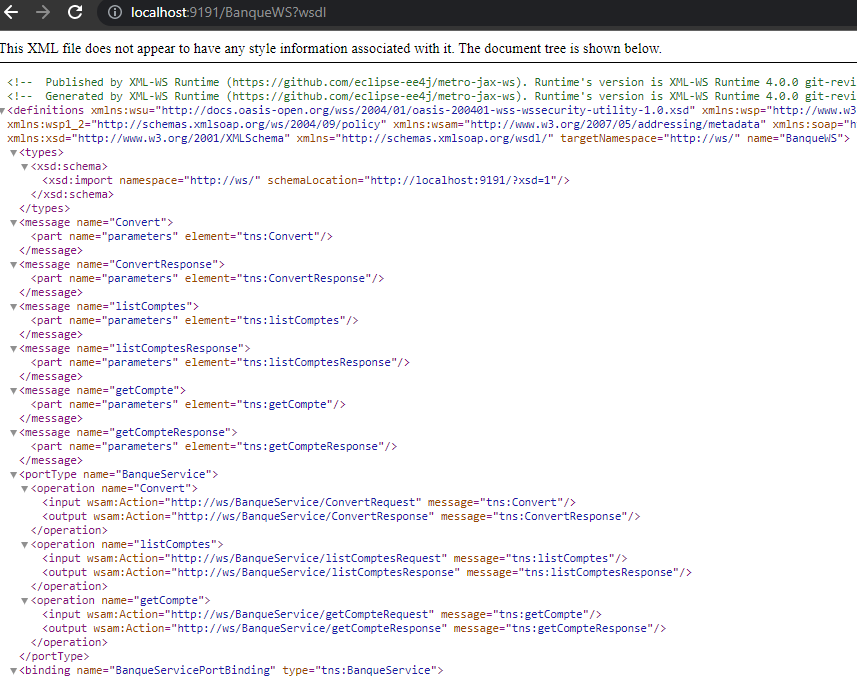 localhost:9191/BanqueWS?wsdl
This XML file does not appear to have any style information associated with it. The document tree is shown below.
<!-- Published by XML-WS Runtime (https://github.com/eclipse-ee4j/metro-jax-ws). Runtime's version is XML-WS Runtime 4.0.0 git-revi
<!-- Generated by XML-WS Runtime (https://github.com/eclipse-ee4j/metro-jax-ws). Runtime's version is XML-WS Runtime 4.0.0 git-revi
▼<definitions xmlns:wsu="http://docs.oasis-open.org/wss/2004/01/oasis-200401-wss-wssecurity-utility-1.0.xsd" xmlns:wsp="http://www.w3
xmlns:wsp1_2="http://schemas.xmlsoap.org/ws/2004/09/policy" xmlns:wsam="http://www.w3.org/2007/05/addressing/metadata" xmlns:soap="h
xmlns:xsd="http://www.w3.org/2001/XMLSchema" xmlns="http://schemas.xmlsoap.org/wsdl/" targetNamespace="http://ws/" name="BanqueWS">
▼<types>
▼<xsd:schema>
<xsd:import namespace="http://ws/" schemaLocation="http://localhost:9191/?xsd=1"/>
</xsd:schema>
</types>
▼<message name="Convert">
<part name="parameters" element="tns:Convert"/>
</message>
▼<message name="ConvertResponse">
<part name="parameters" element="tns:ConvertResponse"/>
</message>
▼<message name="listComptes">
<part name="parameters" element="tns:listComptes"/>
</message>
▼<message name="listComptesResponse">
<part name="parameters" element="tns:listComptesResponse"/>
</message>
▼<message name="getCompte">
<part name="parameters" element="tns:getCompte"/>
</message>
▼<message name="getCompteResponse">
<part name="parameters" element="tns:getCompteResponse"/>
</message>
▼<portType name="BanqueService">
▼<operation name="Convert">
<input wsam:Action="http://ws/BanqueService/ConvertRequest" message="tns:Convert"/>
<output wsam:Action="http://ws/BanqueService/ConvertResponse" message="tns:ConvertResponse"/>
</operation>
▼<operation name="listComptes">
<input wsam:Action="http://ws/BanqueService/listComptesRequest" message="tns:listComptes"/>
<output wsam:Action="http://ws/BanqueService/listComptesResponse" message="tns:listComptesResponse"/>
</operation>
▼<operation name="getCompte">
<input wsam:Action="http://ws/BanqueService/getCompteRequest" message="tns:getCompte"/>
<output wsam:Action="http://ws/BanqueService/getCompteResponse" message="tns:getCompteResponse"/>
</operation>
</portType>
▼<binding name="BanqueServicePortBinding" type="tns:BanqueService">